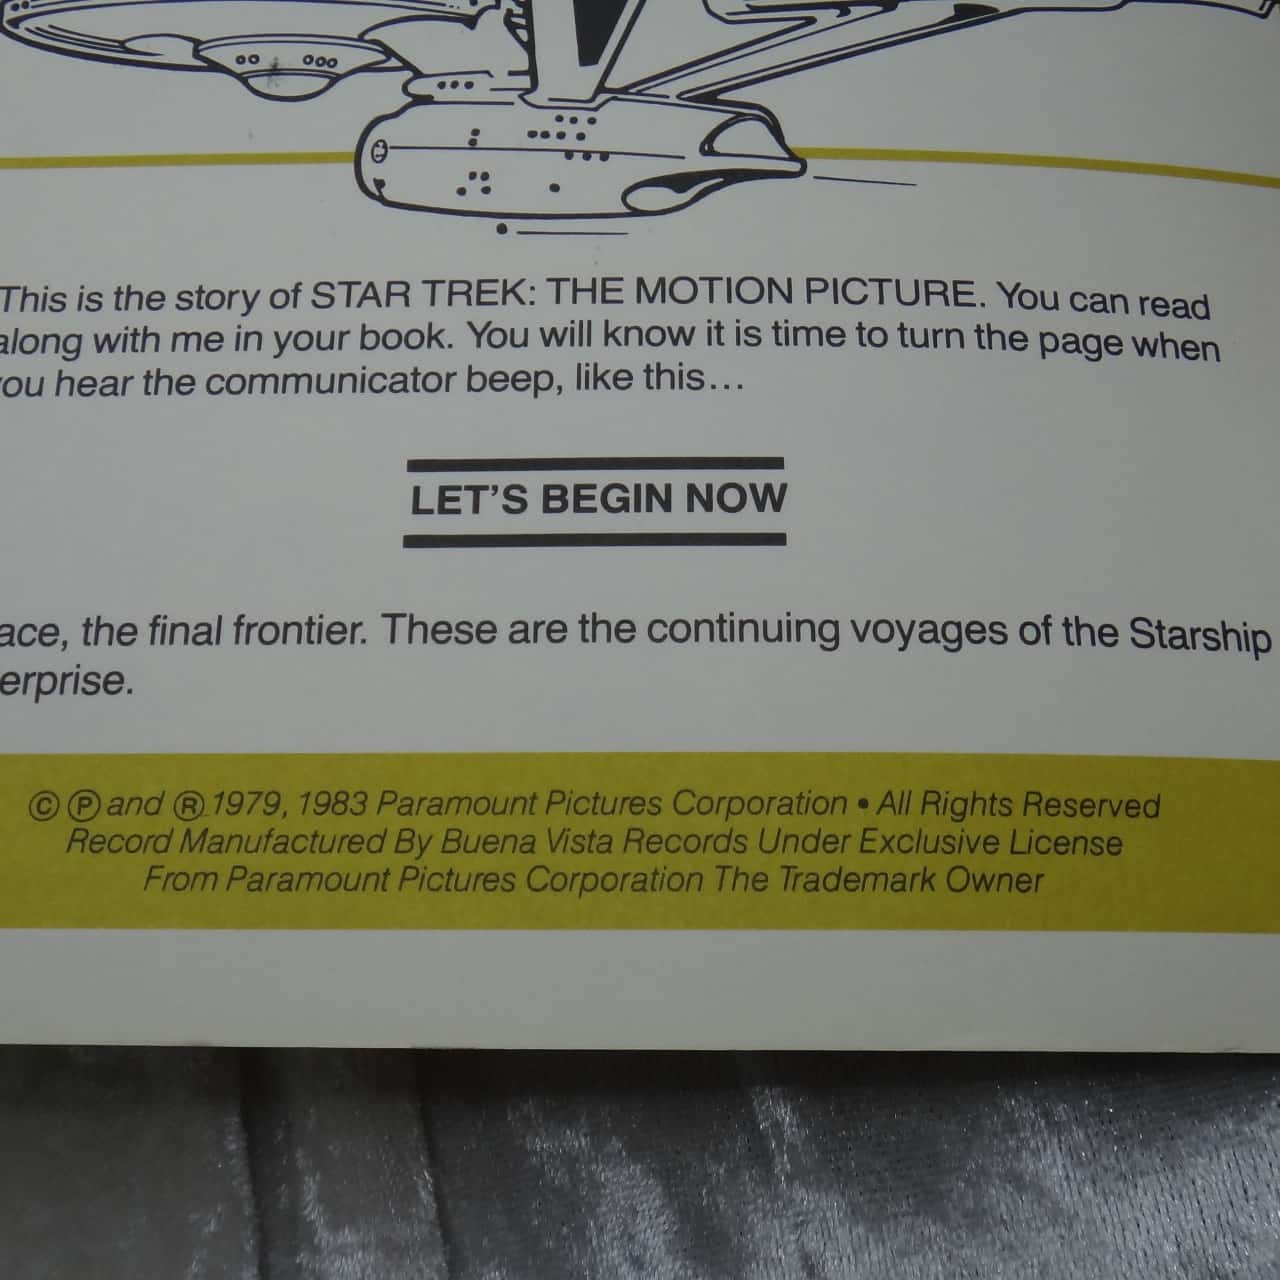 This is the story of STAR TREK: THE MOTION PICTURE. You can read
along with me in your book. You will know it is time to turn the page when
you hear the communicator beep, like this...
LET'S BEGIN NOW
ace, the final frontier. These are the continuing voyages of the Starship
erprise.
© ℗ and ® 1979, 1983 Paramount Pictures Corporation • All Rights Reserved
Record Manufactured By Buena Vista Records Under Exclusive License
From Paramount Pictures Corporation The Trademark Owner